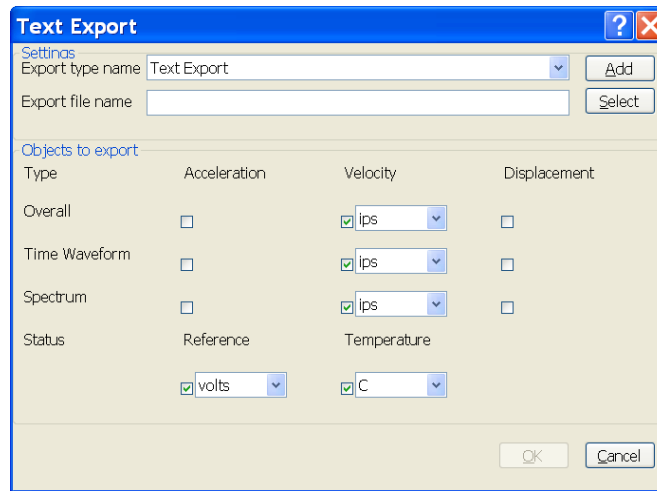 Text Export
Settings
Export type name Text Export Add
Export file name Select
Objects to export
Type Acceleration Velocity Displacement
Overall ips
Time Waveform ips
Spectrum ips
Status Reference Temperature
volts C
OK Cancel